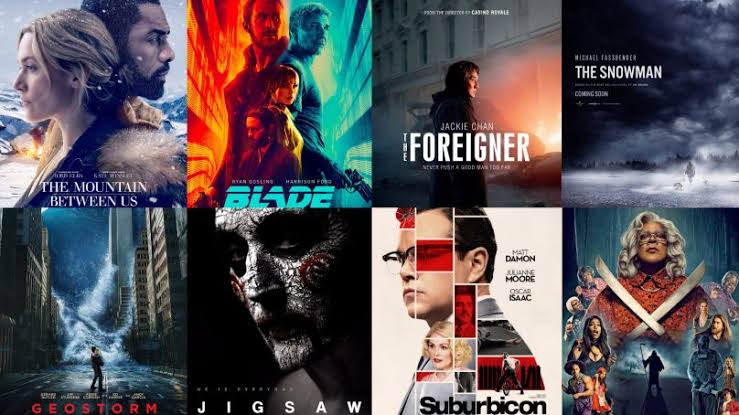 IDRIS ELBA KATE WINSLET
THE MOUNTAIN
BETWEEN US
RYAN GOSLING HARRISON FORD
BLADE
FROM THE DIRECTOR OF CASINO ROYALE
JACKIE CHAN
THE
FOREIGNER
NEVER PUSH A GOOD MAN TOO FAR
MICHAEL FASSBENDER
THE SNOWMAN
COMING SOON
GEOSTORM
HE IS EVERYWHERE
JIGSAW
MATT
DAMON
JULIANNE
MOORE
OSCAR
ISAAC
Suburbicon